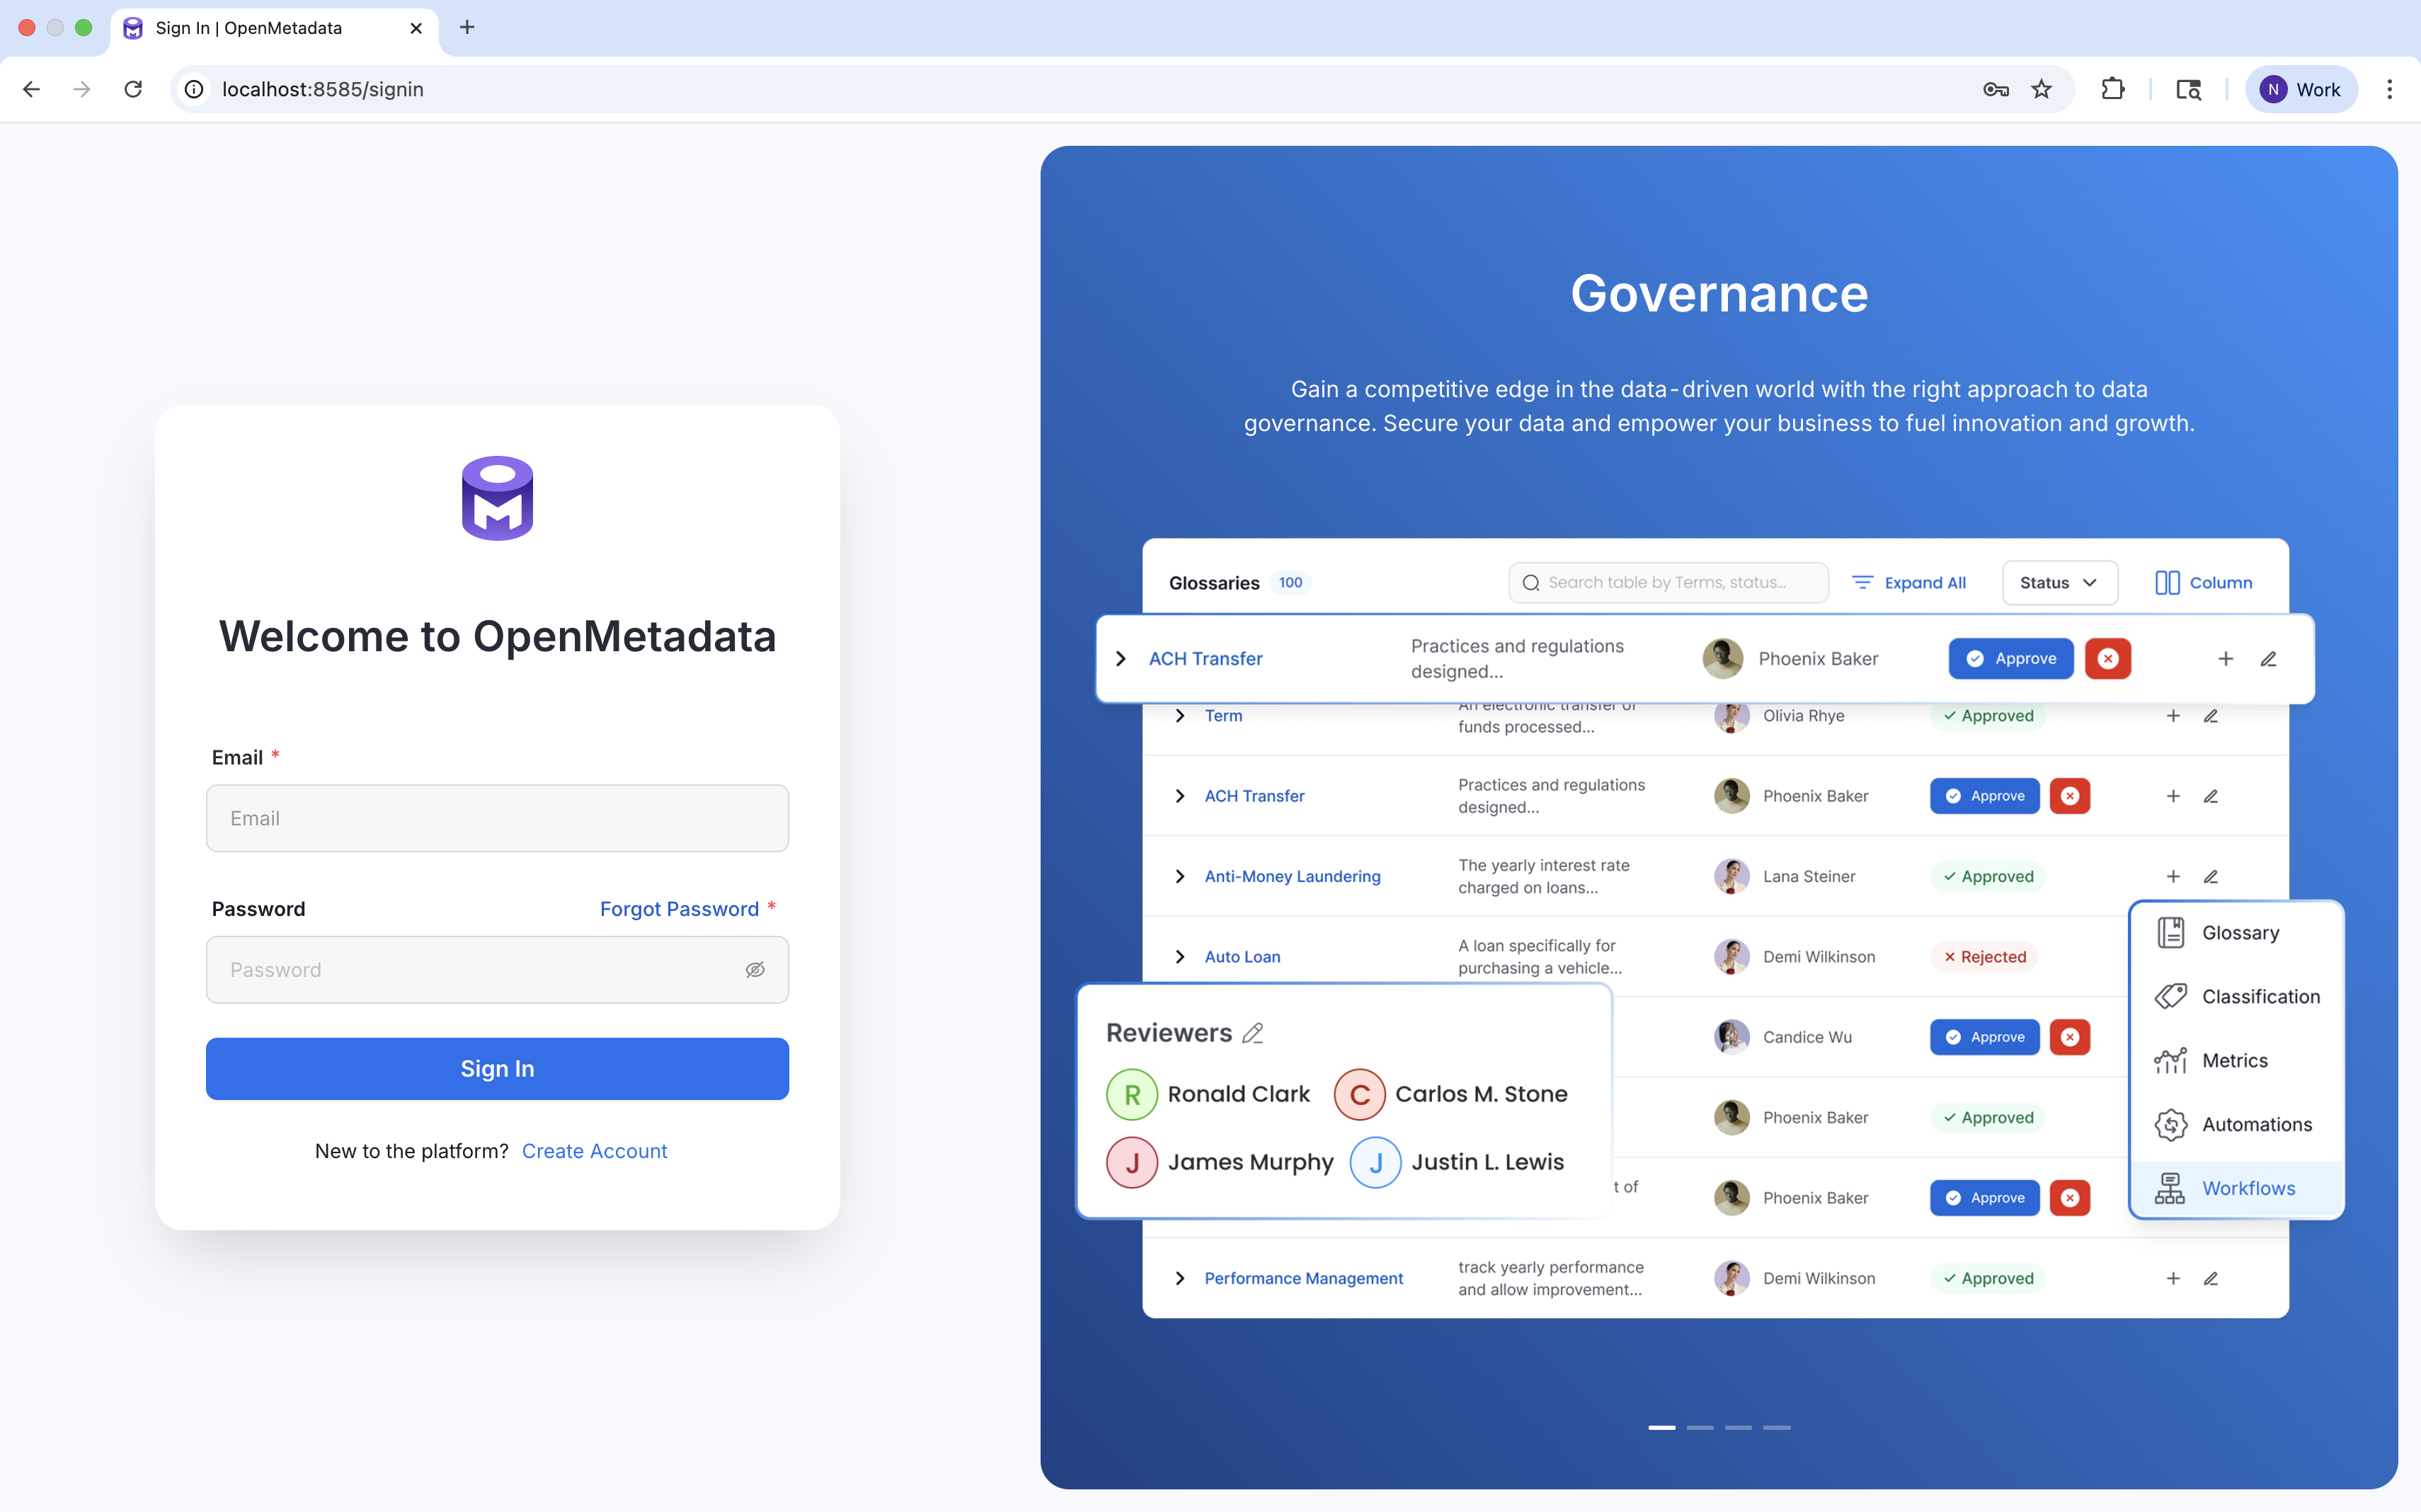 Sign In | OpenMetadata
localhost:8585/signin
N Work
M
Welcome to OpenMetadata
Email *
Email
Password
Forgot Password *
Password
Sign In
New to the platform? Create Account
Governance
Gain a competitive edge in the data-driven world with the right approach to data
governance. Secure your data and empower your business to fuel innovation and growth.
Glossaries 100
Search table by Terms, status...
Expand All
Status
Column
ACH Transfer
Practices and regulations
designed...
Phoenix Baker
Approve
Term
An electronic transfer of
funds processed...
Olivia Rhye
Approved
ACH Transfer
Practices and regulations
designed...
Phoenix Baker
Approve
Anti-Money Laundering
The yearly interest rate
charged on loans...
Lana Steiner
Approved
Auto Loan
A loan specifically for
purchasing a vehicle...
Demi Wilkinson
Rejected
Candice Wu
Approve
Phoenix Baker
Approved
t of
Phoenix Baker
Approve
Performance Management
track yearly performance
and allow improvement...
Demi Wilkinson
Approved
Reviewers
R Ronald Clark
C Carlos M. Stone
J James Murphy
J Justin L. Lewis
Glossary
Classification
Metrics
Automations
Workflows